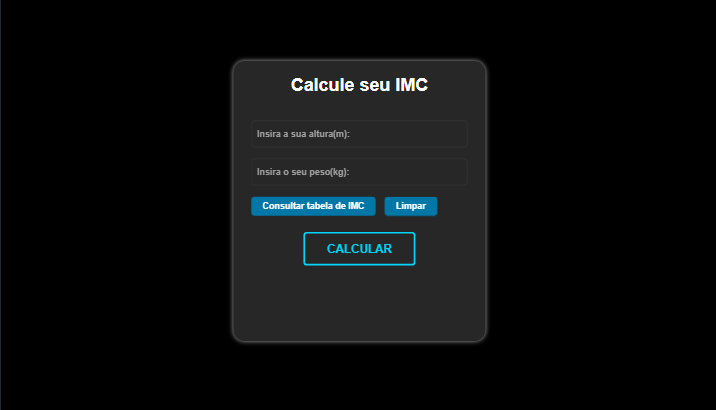 Calcule seu IMC
Insira a sua altura(m):
Insira o seu peso(kg):
Consultar tabela de IMC
Limpar
CALCULAR